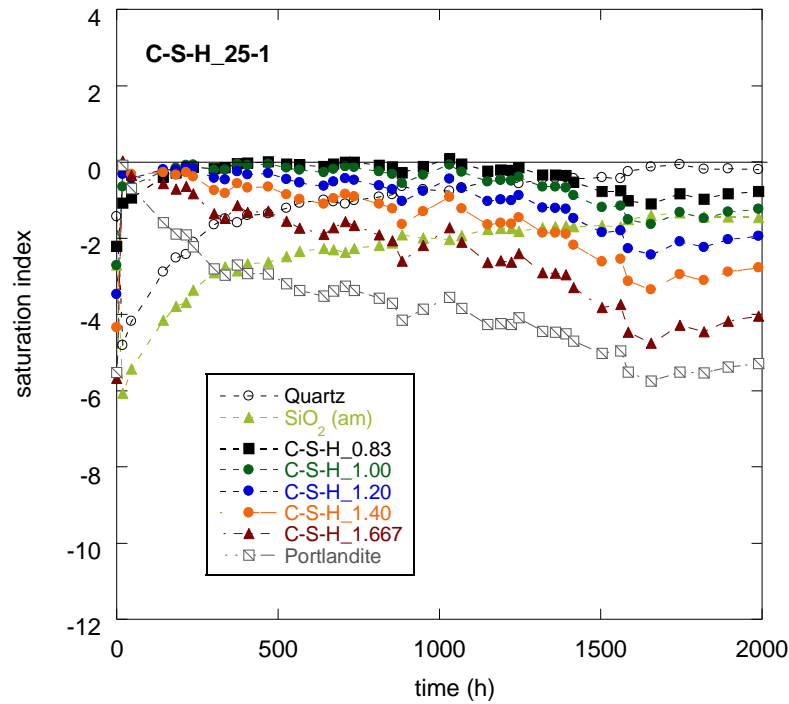 C-S-H_25-1
saturation index
4
2
0
-2
-4
-6
-8
-10
-12
Quartz
SiO₂ (am)
C-S-H_0.83
C-S-H_1.00
C-S-H_1.20
C-S-H_1.40
C-S-H_1.667
Portlandite
0 500 1000 1500 2000
time (h)